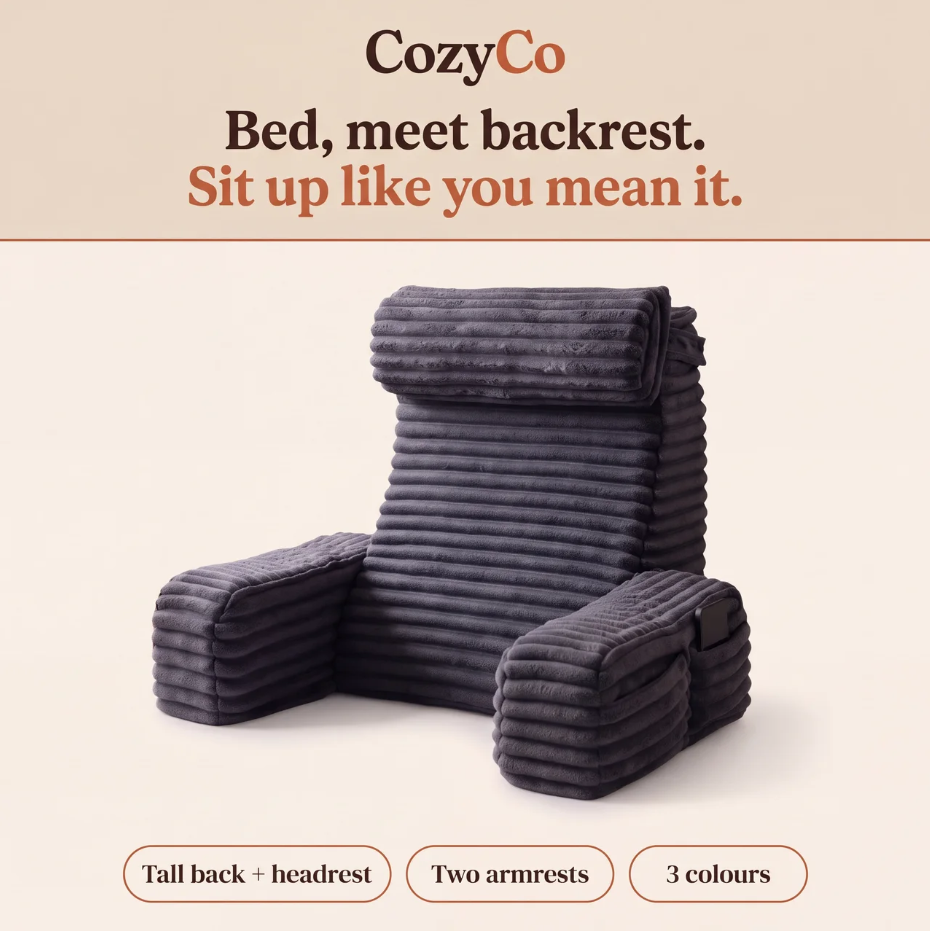 CozyCo
Bed, meet backrest.
Sit up like you mean it.
Tall back + headrest
Two armrests
3 colours